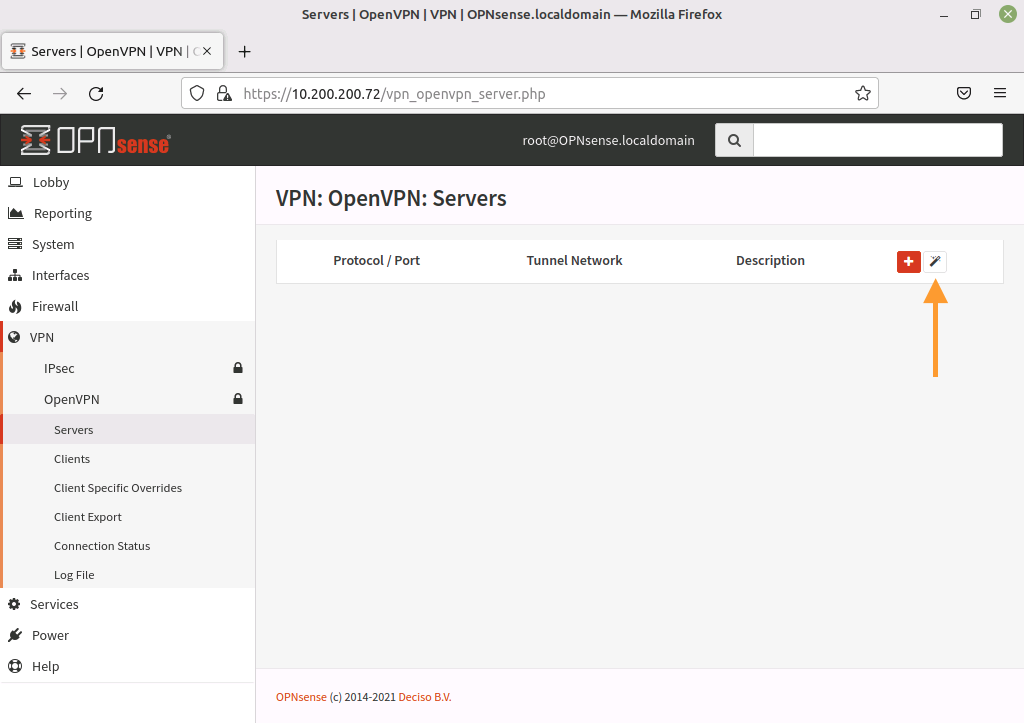 Servers | OpenVPN | VPN | OPNsense.localdomain — Mozilla Firefox
Servers | OpenVPN | VPN |
https://10.200.200.72/vpn_openvpn_server.php
OPNsense
root@OPNsense.localdomain
Lobby
Reporting
System
Interfaces
Firewall
VPN
IPsec
OpenVPN
Servers
Clients
Client Specific Overrides
Client Export
Connection Status
Log File
Services
Power
Help
VPN: OpenVPN: Servers
Protocol / Port Tunnel Network Description
OPNsense (c) 2014-2021 Deciso B.V.